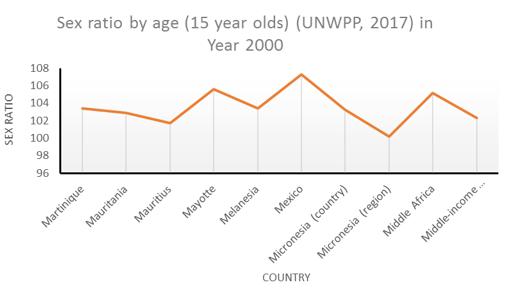 Sex ratio by age (15 year olds) (UNWPP, 2017) in
Year 2000
SEX RATIO
108
106
104
102
100
98
96
Martinique
Mauritania
Mauritius
Mayotte
Melanesia
Mexico
Micronesia (country)
Micronesia (region)
Middle Africa
Middle-income ...
COUNTRY